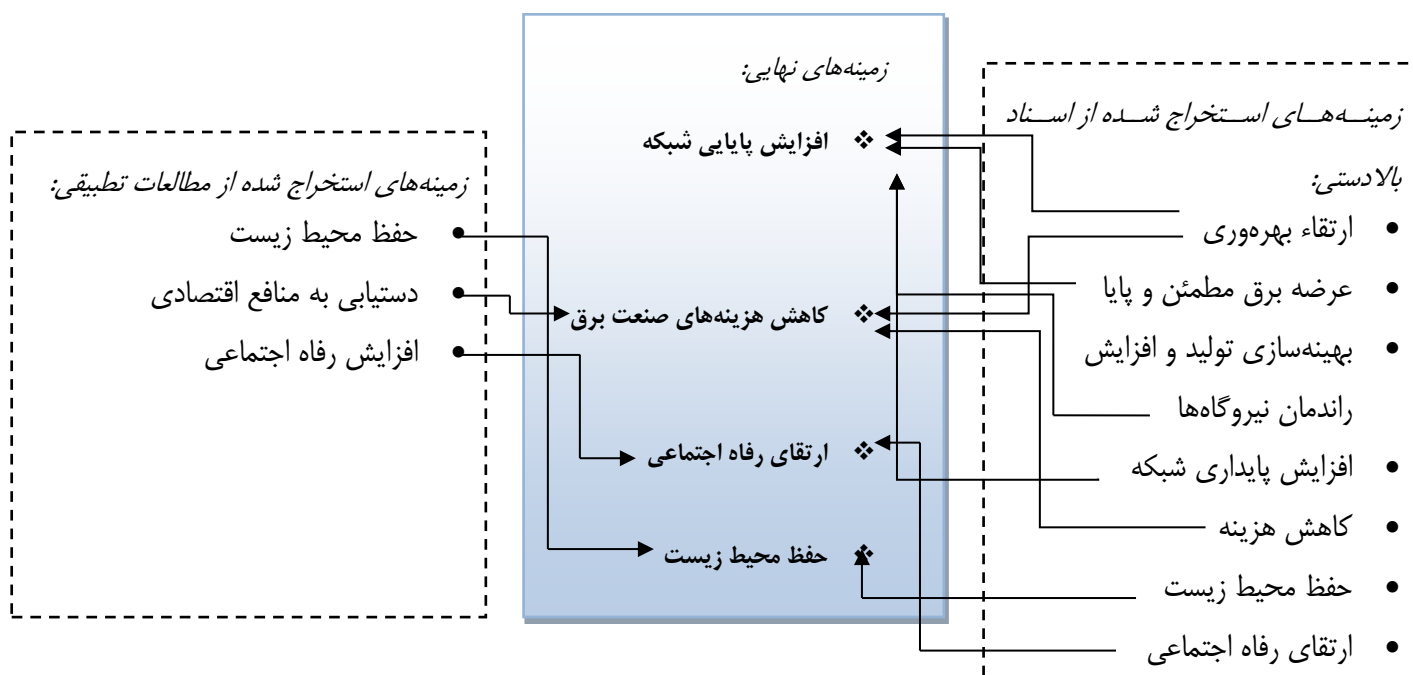 زمینه‌های استخراج شده از اسناد
بالادستی:
• ارتقاء بهره‌وری
• عرضه برق مطمئن و پایا
• بهینه‌سازی تولید و افزایش
راندمان نیروگاه‌ها
• افزایش پایداری شبکه
• کاهش هزینه
• حفظ محیط زیست
• ارتقای رفاه اجتماعی
زمینه‌های نهایی:
❖ افزایش پایایی شبکه
❖ کاهش هزینه‌های صنعت برق
❖ ارتقای رفاه اجتماعی
❖ حفظ محیط زیست
زمینه‌های استخراج شده از مطالعات تطبیقی:
• حفظ محیط زیست
• دستیابی به منافع اقتصادی
• افزایش رفاه اجتماعی